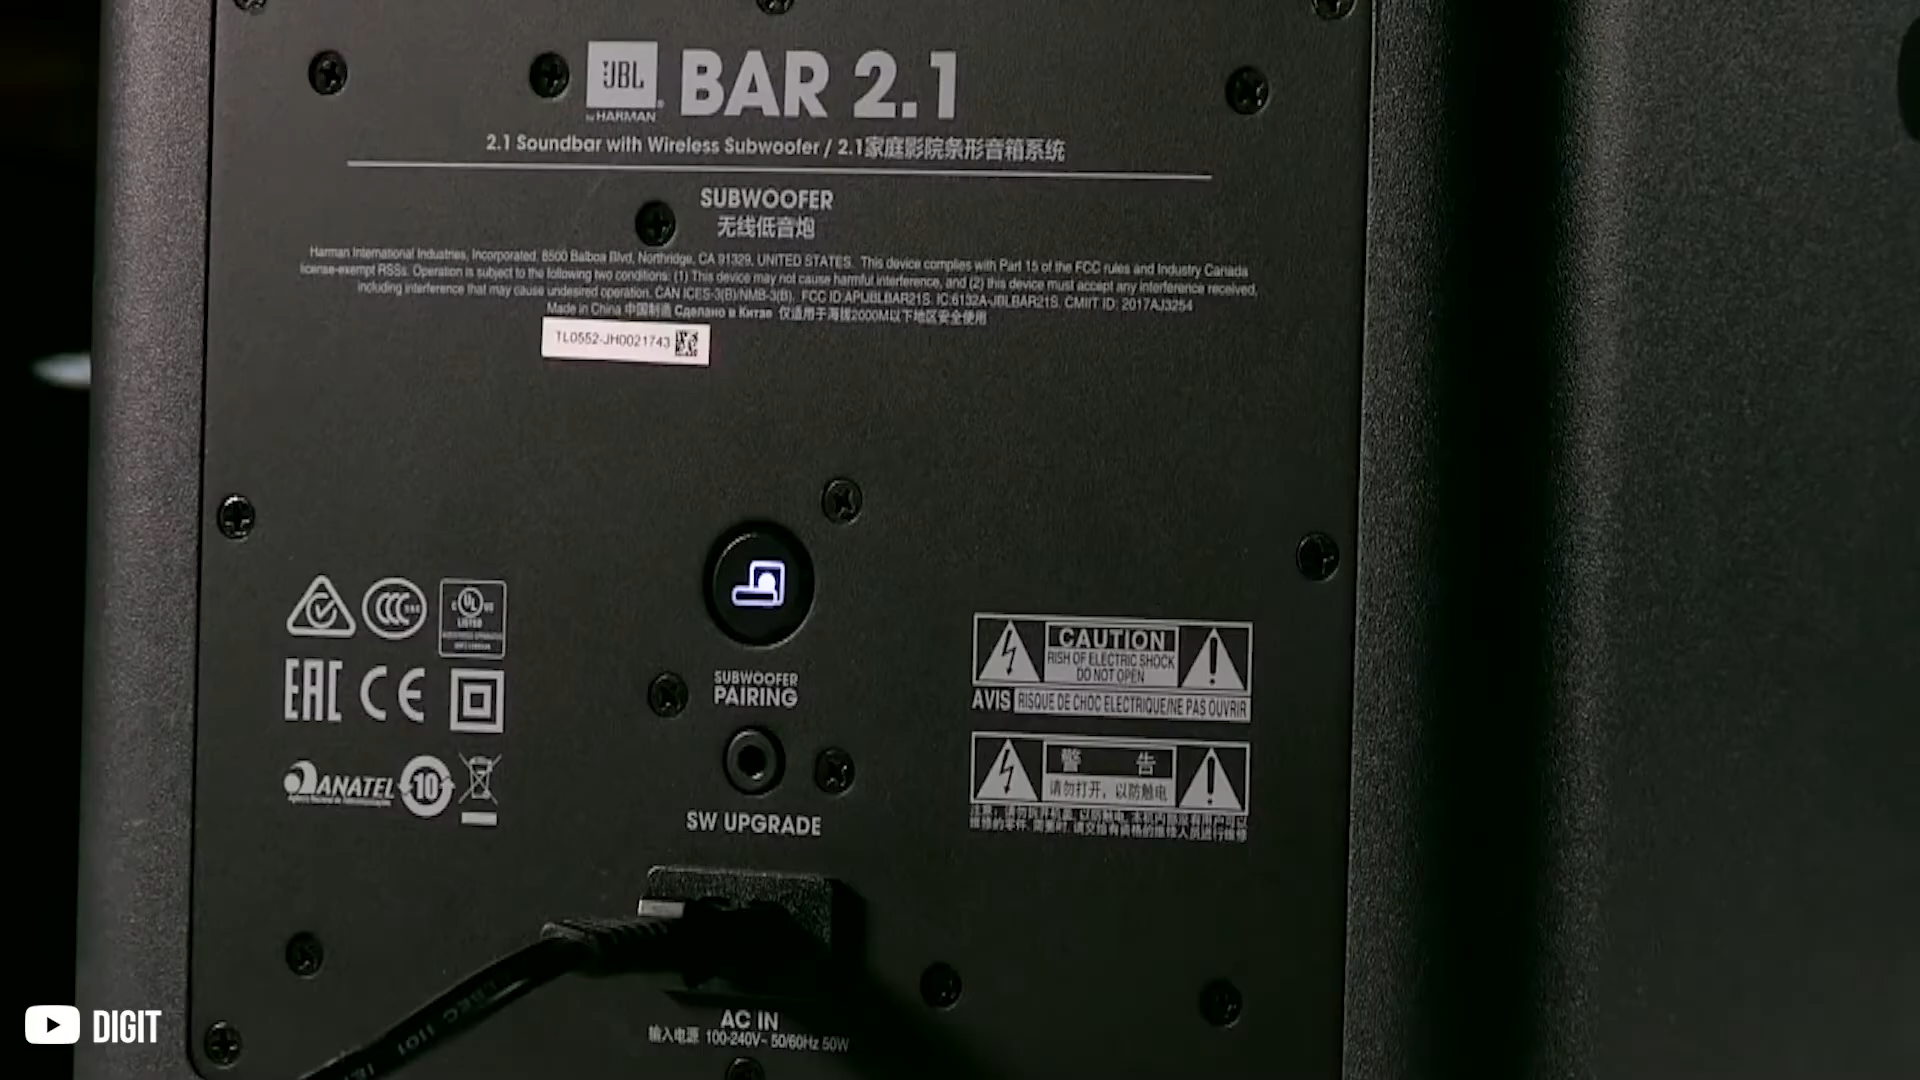 JBL BAR 2.1
by HARMAN
2.1 Soundbar with Wireless Subwoofer / 2.1家庭影院条形音箱系统
SUBWOOFER
无线低音炮
Harman International Industries, Incorporated. 8500 Balboa Blvd, Northridge, CA 91329, UNITED STATES. This device complies with Part 15 of the FCC rules and Industry Canada
license-exempt RSSs. Operation is subject to the following two conditions: (1) This device may not cause harmful interference, and (2) this device must accept any interference received,
including interference that may cause undesired operation. CAN ICES-3(B)/NMB-3(B). FCC ID:APIJBLBAR21S. IC:6132A-JBLBAR21S. CMIIT ID: 2017AJ3254
Made in China 中国制造 Сделано в Китае 仅适用于海拔2000M以下地区安全使用
TL0552-JH0021743
SUBWOOFER
PAIRING
SW UPGRADE
AC IN
输入电源 100-240V~ 50/60Hz 50W
CCC
C UL US
LISTED
EAC CE
ANATEL 10
CAUTION
RISH OF ELECTRIC SHOCK
DO NOT OPEN
AVIS RISQUE DE CHOC ELECTRIQUE/NE PAS OUVRIR
警 告
请勿打开，以防触电
DIGIT